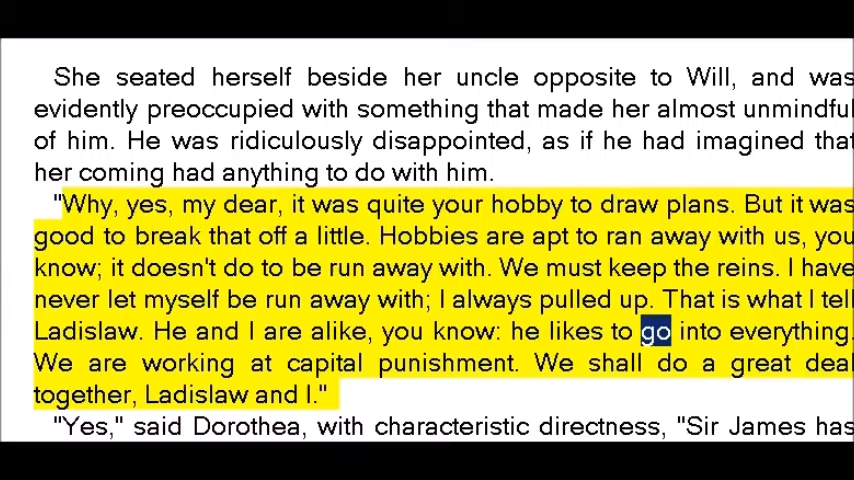 She seated herself beside her uncle opposite to Will, and was
evidently preoccupied with something that made her almost unmindful
of him. He was ridiculously disappointed, as if he had imagined that
her coming had anything to do with him.
"Why, yes, my dear, it was quite your hobby to draw plans. But it was
good to break that off a little. Hobbies are apt to ran away with us, you
know; it doesn't do to be run away with. We must keep the reins. I have
never let myself be run away with; I always pulled up. That is what I tell
Ladislaw. He and I are alike, you know: he likes to go into everything.
We are working at capital punishment. We shall do a great deal
together, Ladislaw and I."
"Yes," said Dorothea, with characteristic directness, "Sir James has